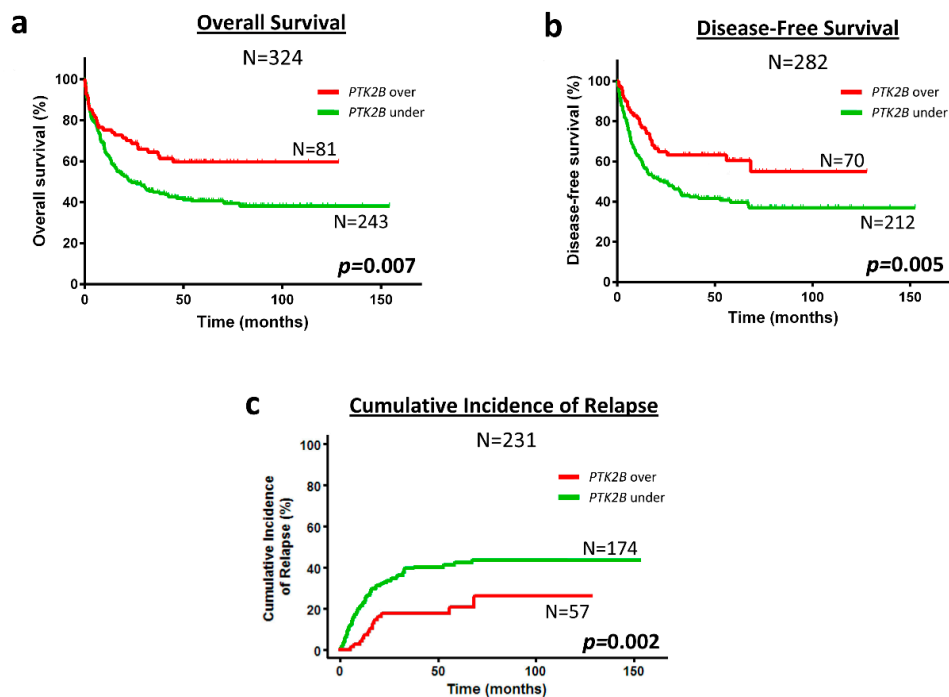 a
Overall Survival
N=324
PTK2B over
PTK2B under
Overall survival (%)
100
80
60
40
20
0
N=81
N=243
p=0.007
0 50 100 150
Time (months)
b
Disease-Free Survival
N=282
PTK2B over
PTK2B under
Disease-free survival (%)
100
80
60
40
20
0
N=70
N=212
p=0.005
0 50 100 150
Time (months)
c
Cumulative Incidence of Relapse
N=231
PTK2B over
PTK2B under
Cumulative Incidence
of Relapse (%)
100
80
60
40
20
0
N=174
N=57
p=0.002
0 50 100 150
Time (months)